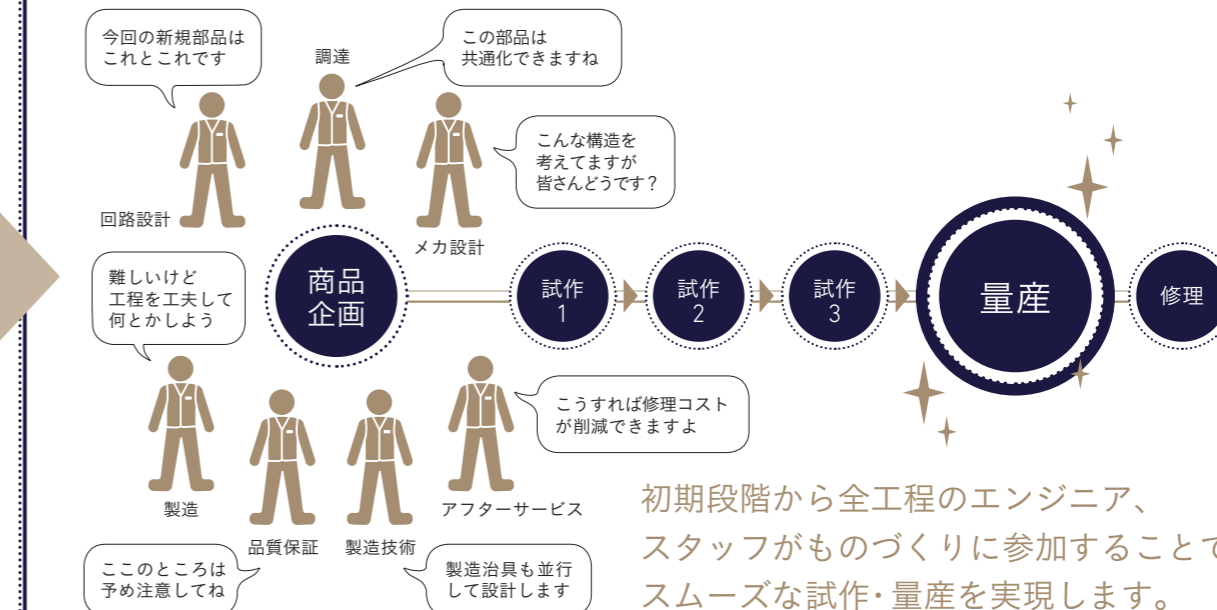 今回の新規部品は
これとこれです
調達
この部品は
共通化できますね
こんな構造を
考えてますが
皆さんどうです？
回路設計
メカ設計
難しいけど
工程を工夫して
何とかしよう
商品
企画
試作
1
試作
2
試作
3
量産
修理
こうすれば修理コスト
が削減できますよ
製造
アフターサービス
品質保証
製造技術
ここのところは
予め注意してね
製造治具も並行
して設計します
初期段階から全工程のエンジニア、
スタッフがものづくりに参加することで
スムーズな試作・量産を実現します。